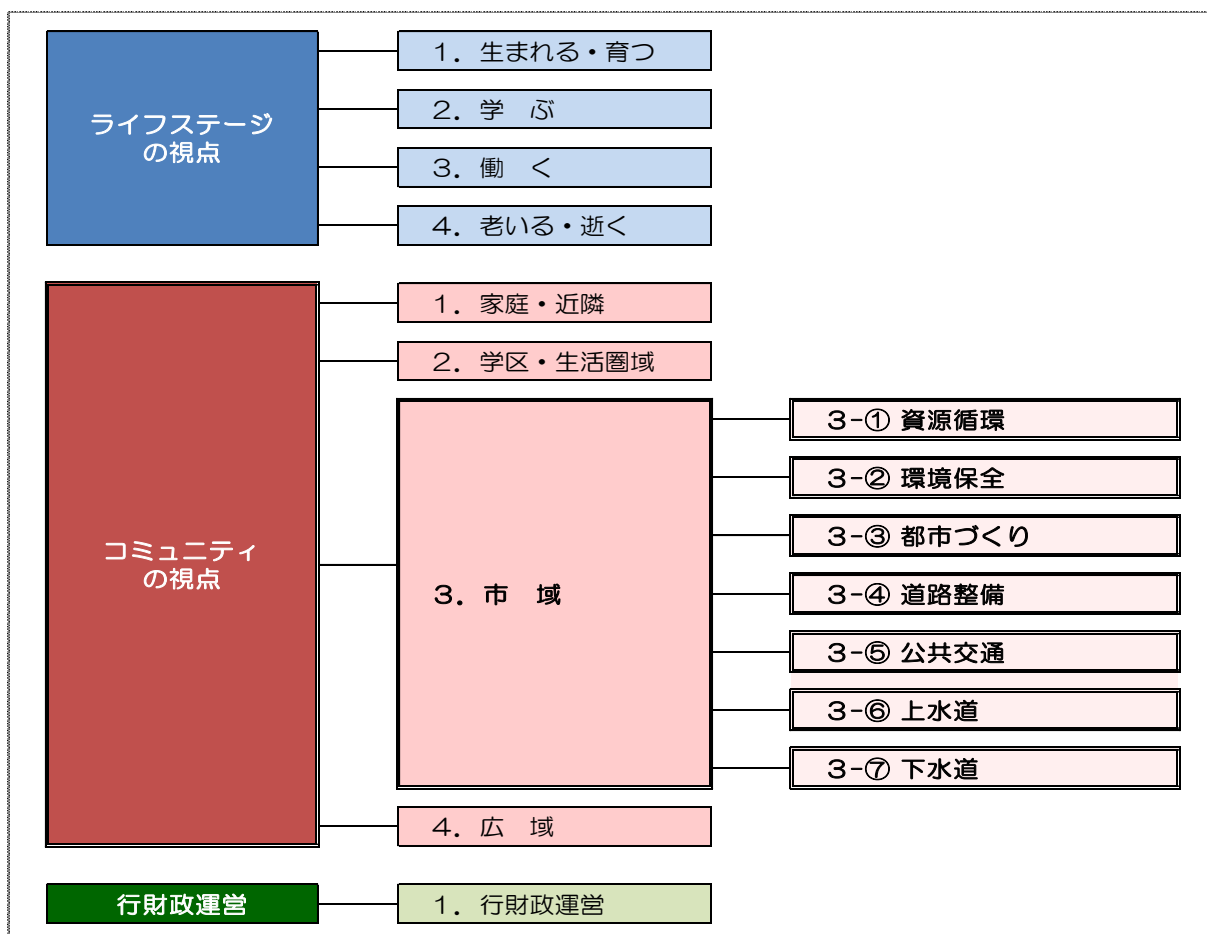 ライフステージ
の視点
1．生まれる・育つ
2．学　ぶ
3．働　く
4．老いる・逝く
コミュニティ
の視点
1．家庭・近隣
2．学区・生活圏域
3．市　域
3-① 資源循環
3-② 環境保全
3-③ 都市づくり
3-④ 道路整備
3-⑤ 公共交通
3-⑥ 上水道
3-⑦ 下水道
4．広　域
行財政運営
1．行財政運営